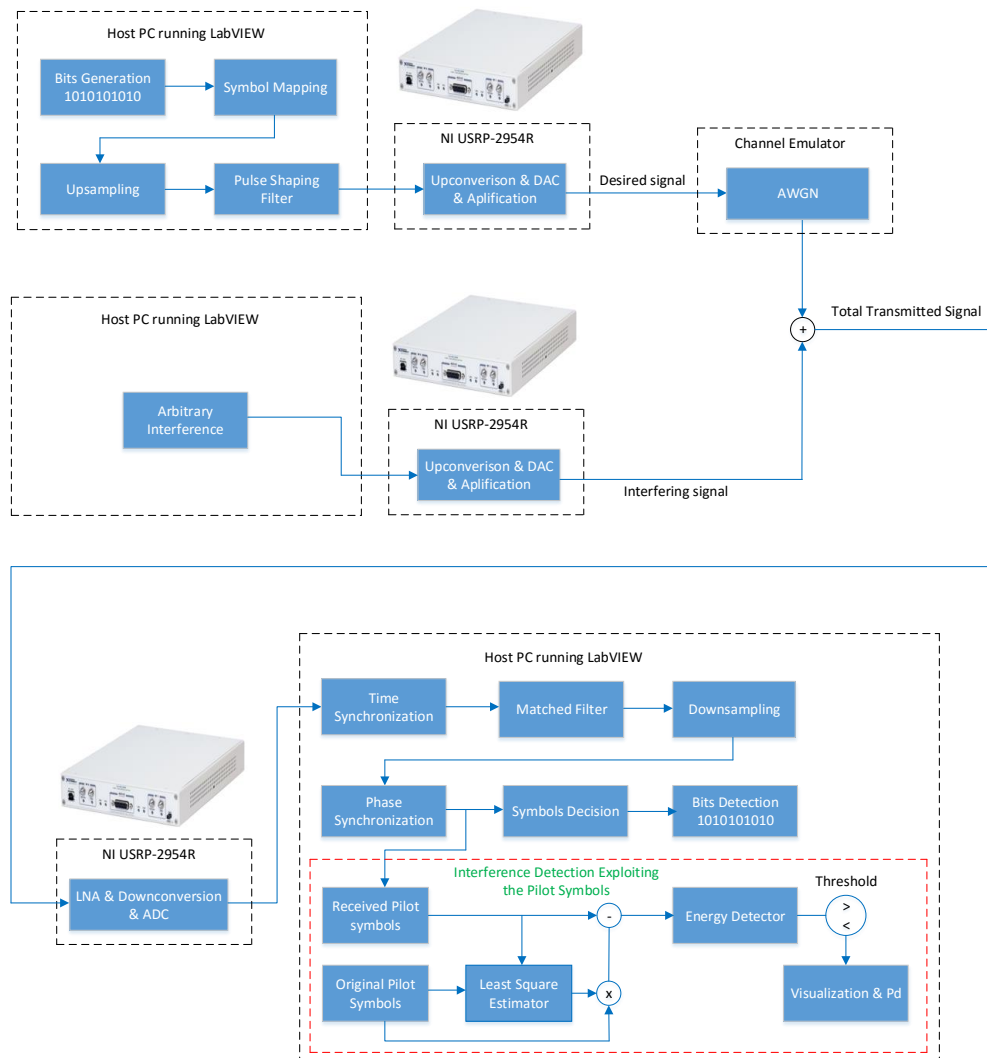 Host PC running LabVIEW
Bits Generation
1010101010
Symbol Mapping
Upsampling
Pulse Shaping
Filter
NI USRP-2954R
Upconverison & DAC
& Aplification
Desired signal
Channel Emulator
AWGN
Host PC running LabVIEW
Arbitrary
Interference
NI USRP-2954R
Upconverison & DAC
& Aplification
Interfering signal
+
Total Transmitted Signal
NI USRP-2954R
LNA & Downconversion
& ADC
Host PC running LabVIEW
Time
Synchronization
Matched Filter
Downsampling
Phase
Synchronization
Symbols Decision
Bits Detection
1010101010
Interference Detection Exploiting
the Pilot Symbols
Received Pilot
symbols
-
Energy Detector
Threshold
>
<
Original Pilot
Symbols
Least Square
Estimator
x
Visualization & Pd